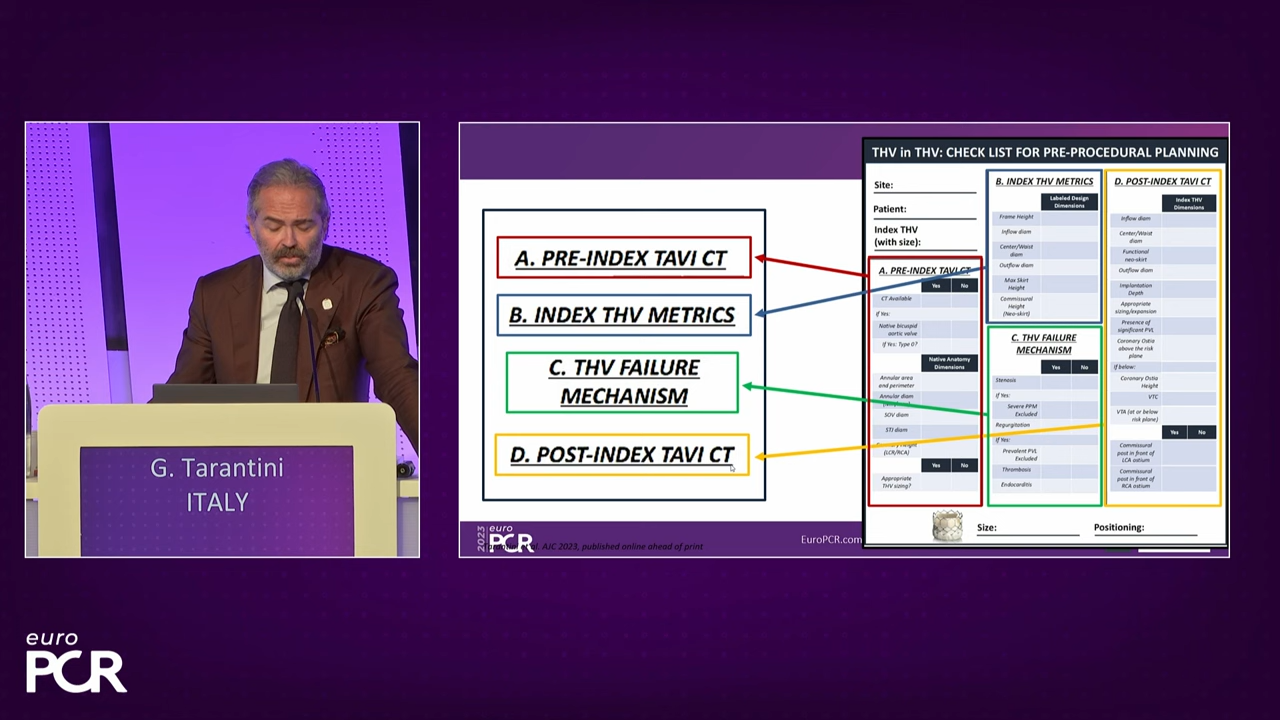 G. Tarantini
ITALY
euro
PCR
A. PRE-INDEX TAVI CT
B. INDEX THV METRICS
C. THV FAILURE
MECHANISM
D. POST-INDEX TAVI CT
2023
euro
PCR
al. AJC 2023, published online ahead of print
EuroPCR.com
THV in THV: CHECK LIST FOR PRE-PROCEDURAL PLANNING
Site:
Patient:
Index THV
(with size):
A. PRE-INDEX TAVI CT
Yes No
CT Available
If Yes:
Native bicuspid
aortic valve
If Yes: Type 0?
Native Anatomy
Dimensions
Annular area
and perimeter
Annular diam
SOV diam
STJ diam
(LCR/RCA)
Yes No
Appropriate
THV sizing?
B. INDEX THV METRICS
Labeled Design
Dimensions
Frame Height
Inflow diam
Center/Waist
diam
Outflow diam
Max Skirt
Height
Commissural
Height
(Neo-skirt)
C. THV FAILURE
MECHANISM
Yes No
Stenosis
If Yes:
Severe PPM
Excluded
Regurgitation
If Yes:
Prevalent PVL
Excluded
Thrombosis
Endocarditis
D. POST-INDEX TAVI CT
Index THV
Dimensions
Inflow diam
Center/Waist
diam
Functional
neo-skirt
Outflow diam
Implantation
Depth
Appropriate
sizing/expansion
Presence of
significant PVL
Coronary Ostia
above the risk
plane
If below:
Coronary Ostia
Height
VTC
VTA (at or below
risk plane)
Yes No
Commissural
post in front of
LCA ostium
Commissural
post in front of
RCA ostium
Size:
Positioning: